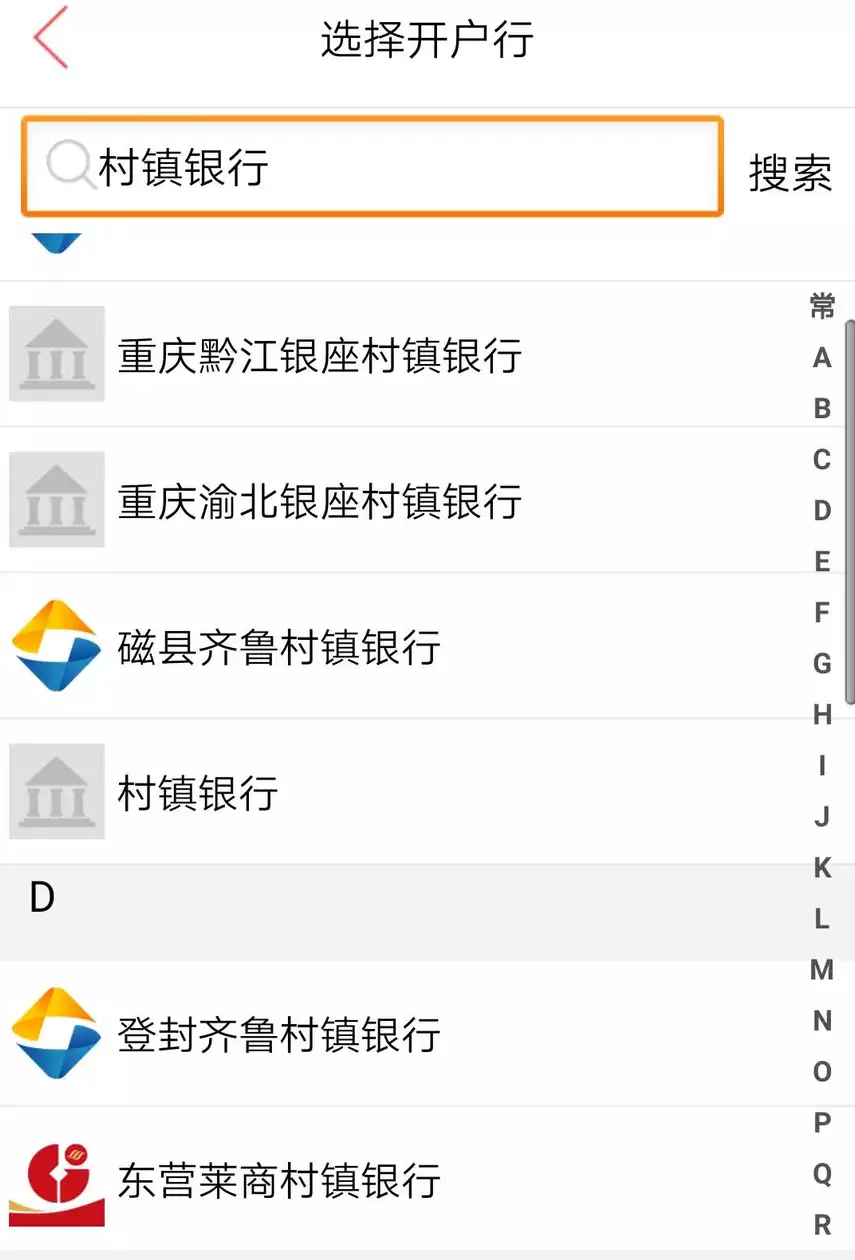 选择开户行
村镇银行
搜索
重庆黔江银座村镇银行
重庆渝北银座村镇银行
磁县齐鲁村镇银行
村镇银行
D
登封齐鲁村镇银行
东营莱商村镇银行
常
A
B
C
D
E
F
G
H
I
J
K
L
M
N
O
P
Q
R